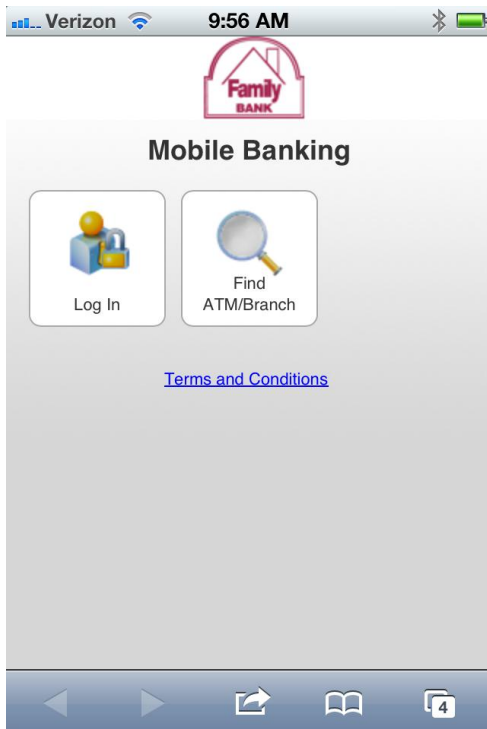 Verizon 9:56 AM
Family
BANK
Mobile Banking
Log In
Find
ATM/Branch
Terms and Conditions
4